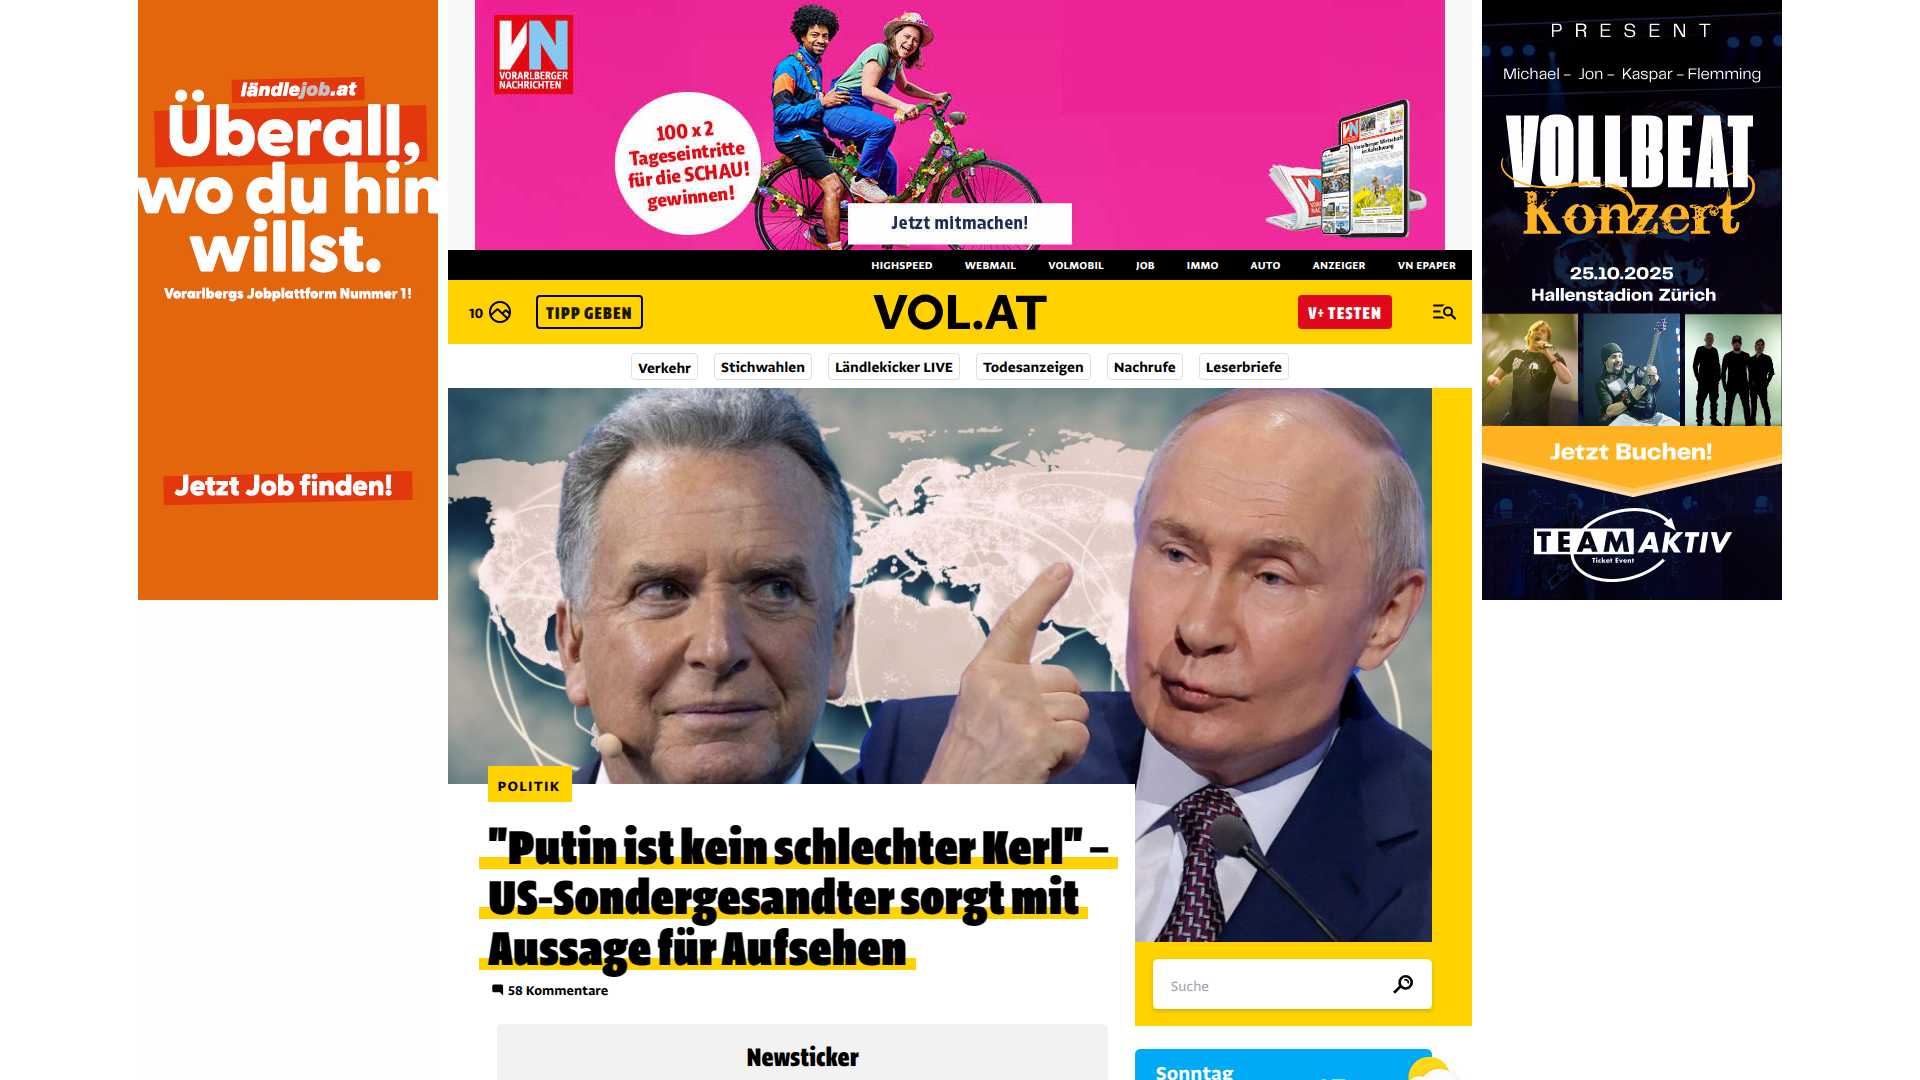 ländlejob.at
Überall,
wo du hin
willst.
Vorarlbergs Jobplattform Nummer 1!
Jetzt Job finden!
VN
VORARLBERGER
NACHRICHTEN
100 x 2
Tageseintritte
für die SCHAU!
gewinnen!
Jetzt mitmachen!
PRESENT
Michael – Jon – Kaspar – Flemming
VOLLBEAT
Konzert
25.10.2025
Hallenstadion Zürich
Jetzt Buchen!
TEAM AKTIV
Ticket Event
HIGHSPEED WEBMAIL VOLMOBIL JOB IMMO AUTO ANZEIGER VN EPAPER
10 TIPP GEBEN VOL.AT V+ TESTEN
Verkehr Stichwahlen Ländlekicker LIVE Todesanzeigen Nachrufe Leserbriefe
POLITIK
"Putin ist kein schlechter Kerl" –
US-Sondergesandter sorgt mit
Aussage für Aufsehen
58 Kommentare
Suche
Newsticker
Sonntag